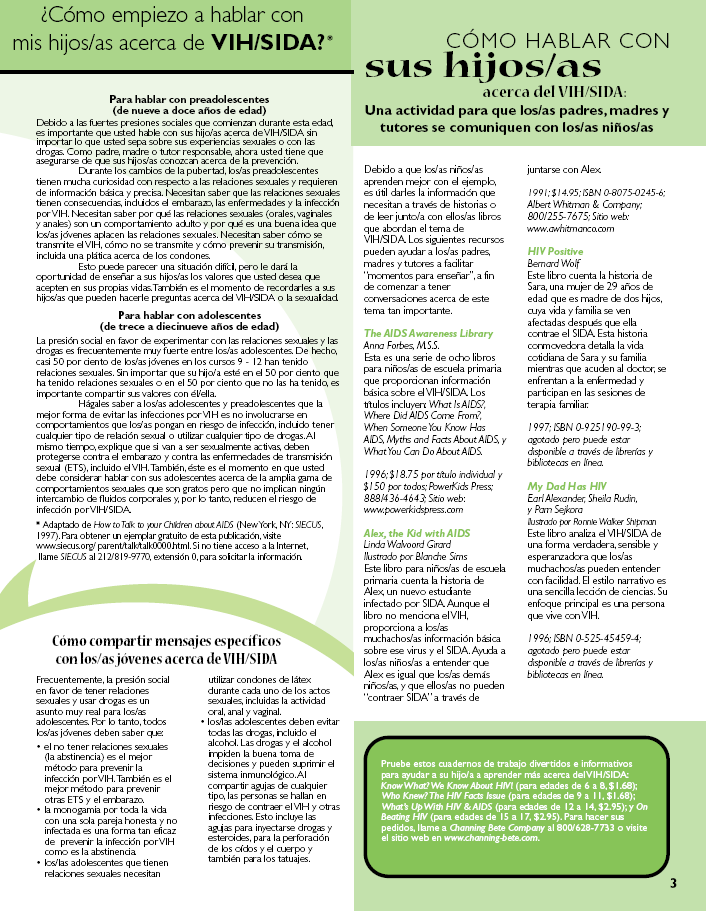 ¿Cómo empiezo a hablar con
mis hijos/as acerca de VIH/SIDA?*
Para hablar con preadolescentes
(de nueve a doce años de edad)
Debido a las fuertes presiones sociales que comienzan durante esta edad,
es importante que usted hable con sus hijo/as acerca de VIH/SIDA sin
importar lo que usted sepa sobre sus experiencias sexuales o con las
drogas. Como padre, madre o tutor responsable, ahora usted tiene que
asegurarse de que sus hijos/as conozcan acerca de la prevención.
Durante los cambios de la pubertad, los/as preadolescentes
tienen mucha curiosidad con respecto a las relaciones sexuales y requieren
de información básica y precisa. Necesitan saber que las relaciones sexuales
tienen consecuencias, incluidos el embarazo, las enfermedades y la infección
por VIH. Necesitan saber por qué las relaciones sexuales (orales, vaginales
y anales) son un comportamiento adulto y por qué es una buena idea que
los/as jóvenes aplacen las relaciones sexuales. Necesitan saber cómo se
transmite el VIH, cómo no se transmite y cómo prevenir su transmisión,
incluida una plática acerca de los condones.
Esto puede parecer una situación difícil, pero le dará la
oportunidad de enseñar a sus hijos/as los valores que usted desea que
acepten en sus propias vidas. También es el momento de recordarles a sus
hijos/as que pueden hacerle preguntas acerca del VIH/SIDA o la sexualidad.
Para hablar con adolescentes
(de trece a diecinueve años de edad)
La presión social en favor de experimentar con las relaciones sexuales y las
drogas es frecuentemente muy fuerte entre los/as adolescentes. De hecho,
casi 50 por ciento de los/as jóvenes en los cursos 9 - 12 han tenido
relaciones sexuales. Sin importar que su hijo/a esté en el 50 por ciento que
ha tenido relaciones sexuales o en el 50 por ciento que no las ha tenido, es
importante compartir sus valores con él/ella.
Hágales saber a los/as adolescentes y preadolescentes que la
mejor forma de evitar las infecciones por VIH es no involucrarse en
comportamientos que los/as pongan en riesgo de infección, incluido tener
cualquier tipo de relación sexual o utilizar cualquier tipo de drogas. Al
mismo tiempo, explique que si van a ser sexualmente activas, deben
protegerse contra el embarazo y contra las enfermedades de transmisión
sexual (ETS), incluido el VIH. También, éste es el momento en que usted
debe considerar hablar con sus adolescentes acerca de la amplia gama de
comportamientos sexuales que son gratos pero que no implican ningún
intercambio de fluidos corporales y, por lo tanto, reducen el riesgo de
infección por VIH/SIDA.
* Adaptado de How to Talk to your Children about AIDS (New York, NY: SIECUS,
1997). Para obtener un ejemplar gratuito de esta publicación, visite
www.siecus.org/ parent/talk/talk0000.html. Si no tiene acceso a la Internet,
llame SIECUS al 212/819-9770, extensión 0, para solicitar la información.
Cómo compartir mensajes específicos
con los/as jóvenes acerca de VIH/SIDA
Frecuentemente, la presión social
en favor de tener relaciones
sexuales y usar drogas es un
asunto muy real para los/as
adolescentes. Por lo tanto, todos
los/as jóvenes deben saber que:
• el no tener relaciones sexuales
(la abstinencia) es el mejor
método para prevenir la
infección por VIH. También es el
mejor método para prevenir
otras ETS y el embarazo.
• la monogamia por toda la vida
con una sola pareja honesta y no
infectada es una forma tan eficaz
de prevenir la infección por VIH
como es la abstinencia.
• los/las adolescentes que tienen
relaciones sexuales necesitan
utilizar condones de látex
durante cada uno de los actos
sexuales, incluidas la actividad
oral, anal y vaginal.
• los/las adolescentes deben evitar
todas las drogas, incluido el
alcohol. Las drogas y el alcohol
impiden la buena toma de
decisiones y pueden suprimir el
sistema inmunológico. Al
compartir agujas de cualquier
tipo, las personas se hallan en
riesgo de contraer el VIH y otras
infecciones. Esto incluye las
agujas para inyectarse drogas y
esteroides, para la perforación
de los oídos y el cuerpo y
también para los tatuajes.
CÓMO HABLAR CON
sus hijos/as
acerca del VIH/SIDA:
Una actividad para que los/as padres, madres y
tutores se comuniquen con los/as niños/as
Debido a que los/as niños/as
aprenden mejor con el ejemplo,
es útil darles la información que
necesitan a través de historias o
de leer junto/a con ellos/as libros
que abordan el tema de
VIH/SIDA. Los siguientes recursos
pueden ayudar a los/as padres,
madres y tutores a facilitar
"momentos para enseñar", a fin
de comenzar a tener
conversaciones acerca de este
tema tan importante.
The AIDS Awareness Library
Anna Forbes, M.S.S.
Esta es una serie de ocho libros
para niños/as de escuela primaria
que proporcionan información
básica sobre el VIH/SIDA. Los
títulos incluyen: What Is AIDS?,
Where Did AIDS Come From?,
When Someone You Know Has
AIDS, Myths and Facts About AIDS, y
What You Can Do About AIDS.
1996; $18.75 por título individual y
$150 por todos; PowerKids Press;
888/436-4643; Sitio web:
www.powerkidspress.com
Alex, the Kid with AIDS
Linda Walvoord Girard
Ilustrado por Blanche Sims
Este libro para niños/as de escuela
primaria cuenta la historia de
Alex, un nuevo estudiante
infectado por SIDA. Aunque el
libro no menciona el VIH,
proporciona a los/as
muchachos/as información básica
sobre ese virus y el SIDA. Ayuda a
los/as niños/as a entender que
Alex es igual que los/as demás
niños/as, y que ellos/as no pueden
"contraer SIDA" a través de
juntarse con Alex.
1991; $14.95; ISBN 0-8075-0245-6;
Albert Whitman & Company;
800/255-7675; Sitio web:
www.awhitmanco.com
HIV Positive
Bernard Wolf
Este libro cuenta la historia de
Sara, una mujer de 29 años de
edad que es madre de dos hijos,
cuya vida y familia se ven
afectadas después que ella
contrae el SIDA. Esta historia
conmovedora detalla la vida
cotidiana de Sara y su familia
mientras que acuden al doctor, se
enfrentan a la enfermedad y
participan en las sesiones de
terapia familiar.
1997; ISBN 0-925190-99-3;
agotado pero puede estar
disponible a través de librerías y
bibliotecas en línea.
My Dad Has HIV
Earl Alexander, Sheila Rudin,
y Pam Sejkora
Ilustrado por Ronnie Walker Shipman
Este libro analiza el VIH/SIDA de
una forma verdadera, sensible y
esperanzadora que los/as
muchachos/as pueden entender
con facilidad. El estilo narrativo es
una sencilla lección de ciencias. Su
enfoque principal es una persona
que vive con VIH.
1996; ISBN 0-525-45459-4;
agotado pero puede estar
disponible a través de librerías y
bibliotecas en línea.
Pruebe estos cuadernos de trabajo divertidos e informativos
para ayudar a su hijo/a a aprender más acerca del VIH/SIDA:
Know What? We Know About HIV! (para edades de 6 a 8, $1.68);
Who Knew? The HIV Facts Issue (para edades de 9 a 11, $1.68);
What's Up With HIV & AIDS (para edades de 12 a 14, $2.95); y On
Beating HIV (para edades de 15 a 17, $2.95). Para hacer sus
pedidos, llame a Channing Bete Company al 800/628-7733 o visite
el sitio web en www.channing-bete.com.
3